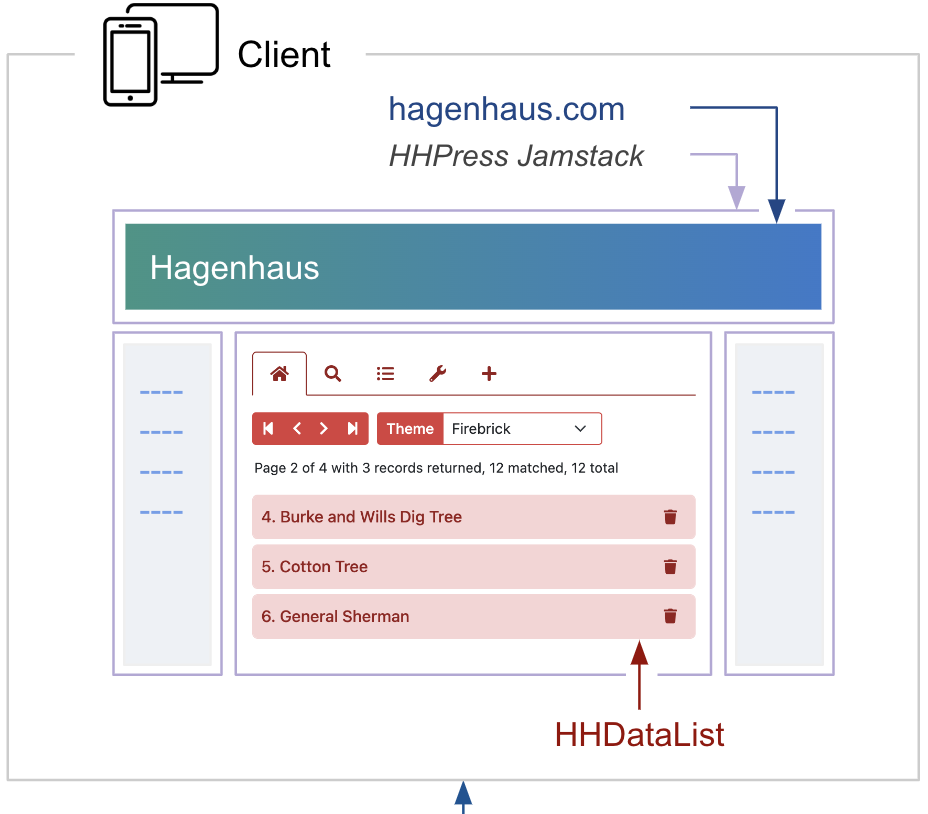 Client
hagenhaus.com
HHPress Jamstack
Hagenhaus
Theme Firebrick
Page 2 of 4 with 3 records returned, 12 matched, 12 total
4. Burke and Wills Dig Tree
5. Cotton Tree
6. General Sherman
HHDataList